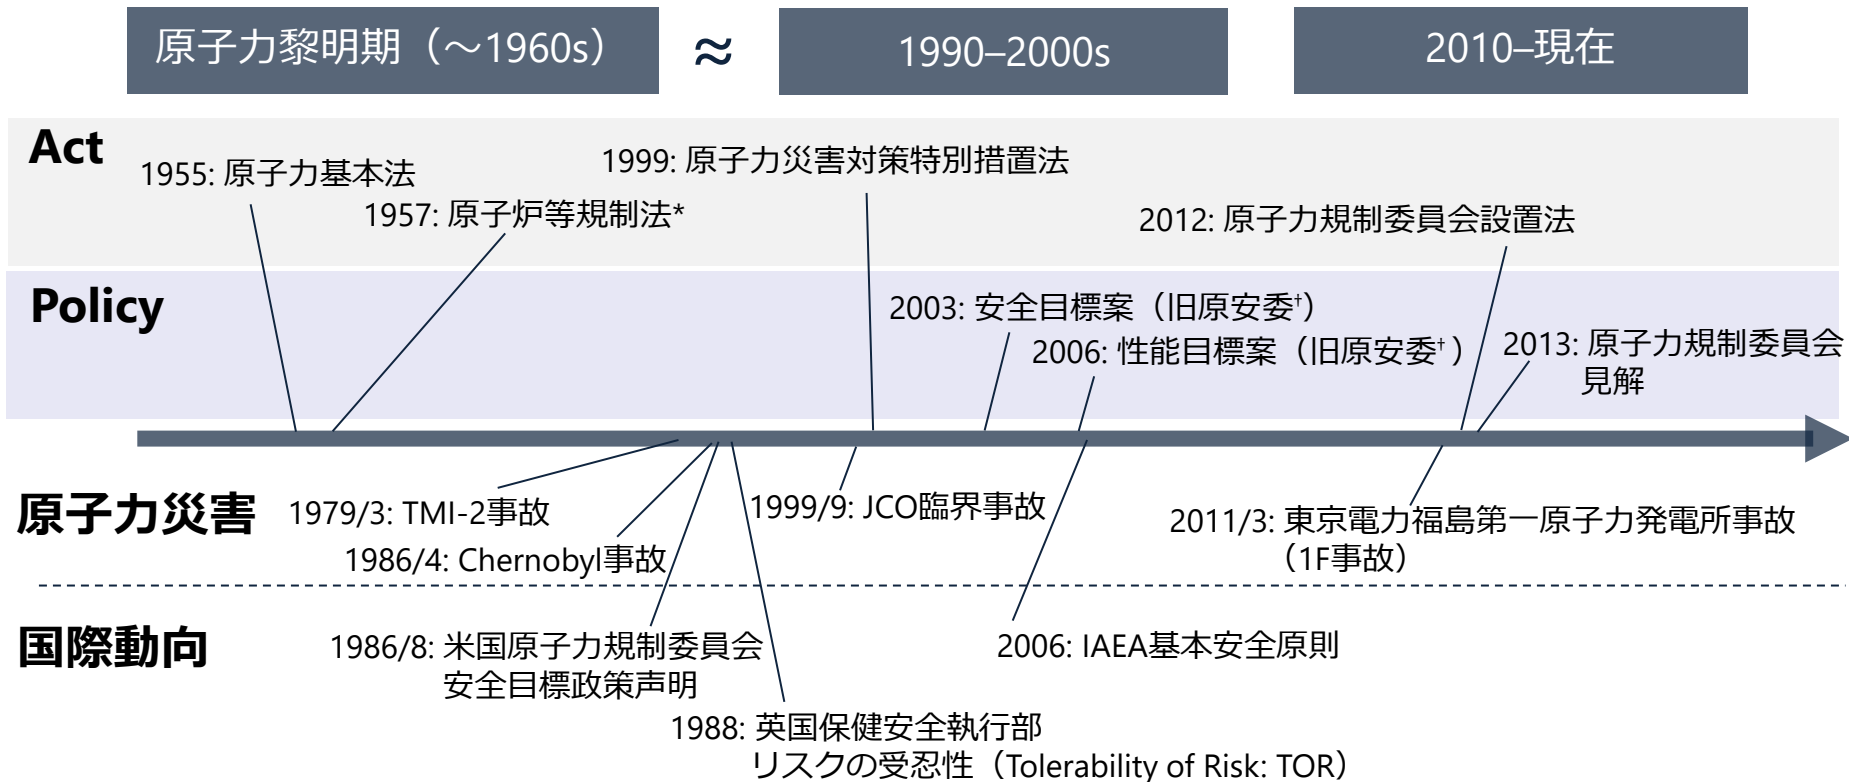 原子力黎明期（～1960s）
≈
1990–2000s
2010–現在
Act
1955: 原子力基本法
1957: 原子炉等規制法*
1999: 原子力災害対策特別措置法
2012: 原子力規制委員会設置法
Policy
2003: 安全目標案（旧原安委†）
2006: 性能目標案（旧原安委†）
2013: 原子力規制委員会
見解
原子力災害
1979/3: TMI-2事故
1986/4: Chernobyl事故
1999/9: JCO臨界事故
2011/3: 東京電力福島第一原子力発電所事故
（1F事故）
国際動向
1986/8: 米国原子力規制委員会
安全目標政策声明
1988: 英国保健安全執行部
リスクの受忍性（Tolerability of Risk: TOR）
2006: IAEA基本安全原則